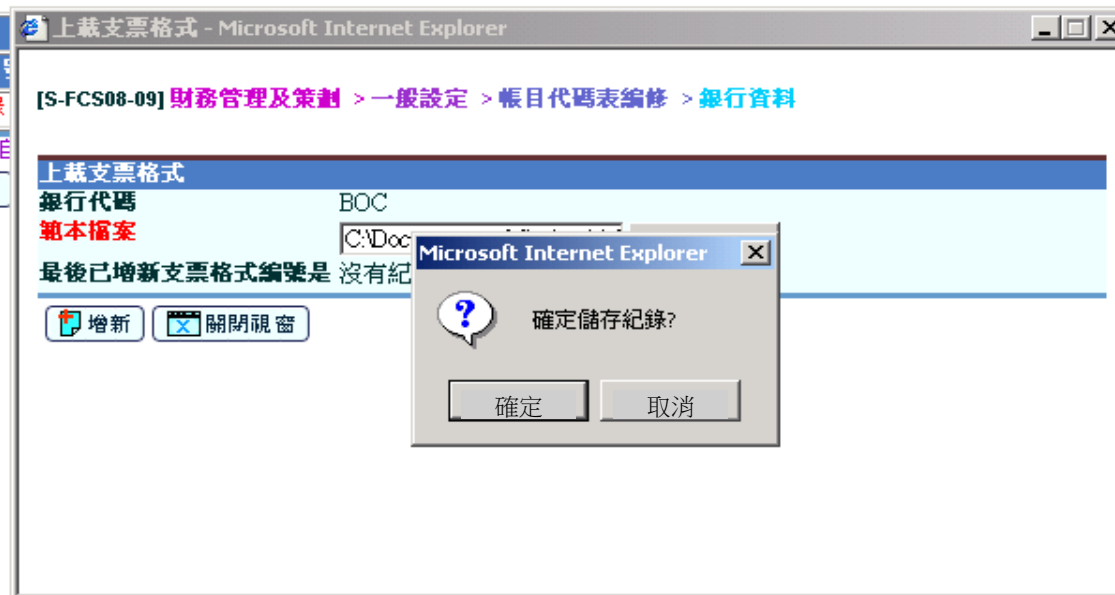 上載支票格式 - Microsoft Internet Explorer
[S-FCS08-09] 財務管理及策劃 > 一般設定 > 帳目代碼表編修 > 銀行資料
上載支票格式
銀行代碼 BOC
範本檔案 C:\Doc
最後已增新支票格式編號是 沒有紀
增新 關閉視窗
Microsoft Internet Explorer
確定儲存紀錄?
確定 取消